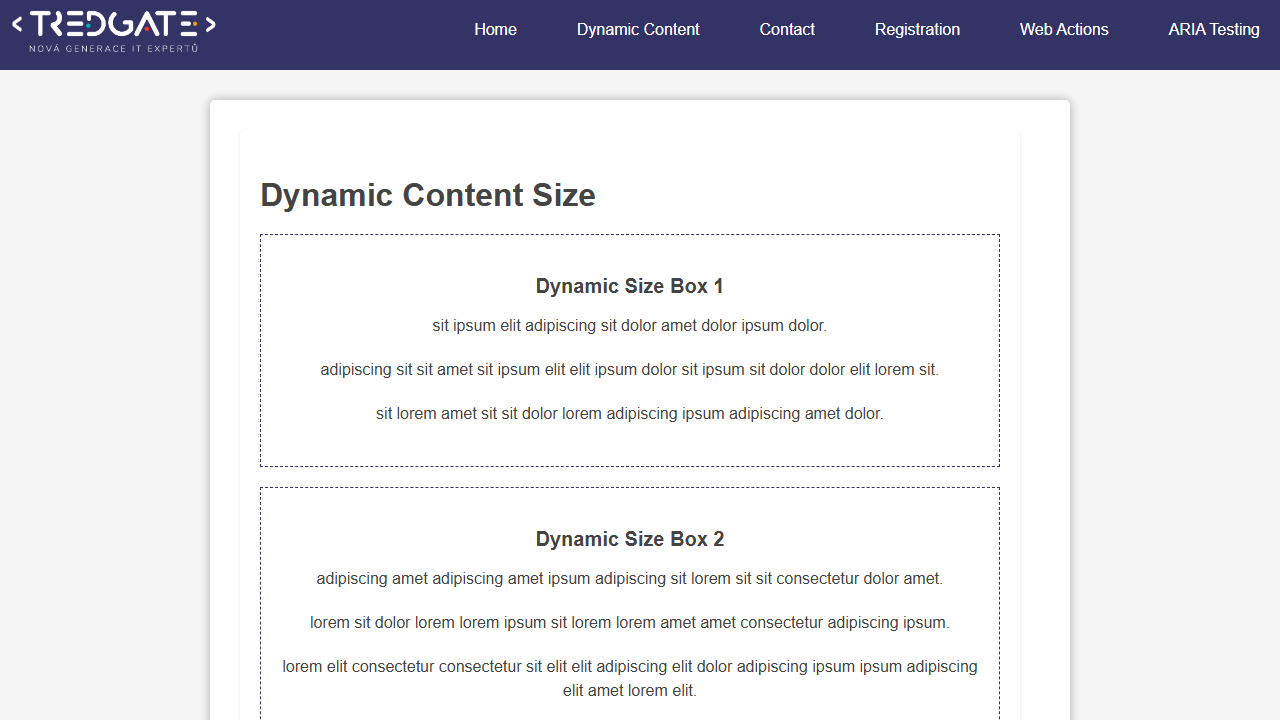 < TREDGATE >
NOVÁ GENERACE IT EXPERTŮ
Home Dynamic Content Contact Registration Web Actions ARIA Testing
Dynamic Content Size
Dynamic Size Box 1
sit ipsum elit adipiscing sit dolor amet dolor ipsum dolor.
adipiscing sit sit amet sit ipsum elit elit ipsum dolor sit ipsum sit dolor dolor elit lorem sit.
sit lorem amet sit sit dolor lorem adipiscing ipsum adipiscing amet dolor.
Dynamic Size Box 2
adipiscing amet adipiscing amet ipsum adipiscing sit lorem sit sit consectetur dolor amet.
lorem sit dolor lorem lorem ipsum sit lorem lorem amet amet consectetur adipiscing ipsum.
lorem elit consectetur consectetur sit elit elit adipiscing elit dolor adipiscing ipsum ipsum adipiscing
elit amet lorem elit.